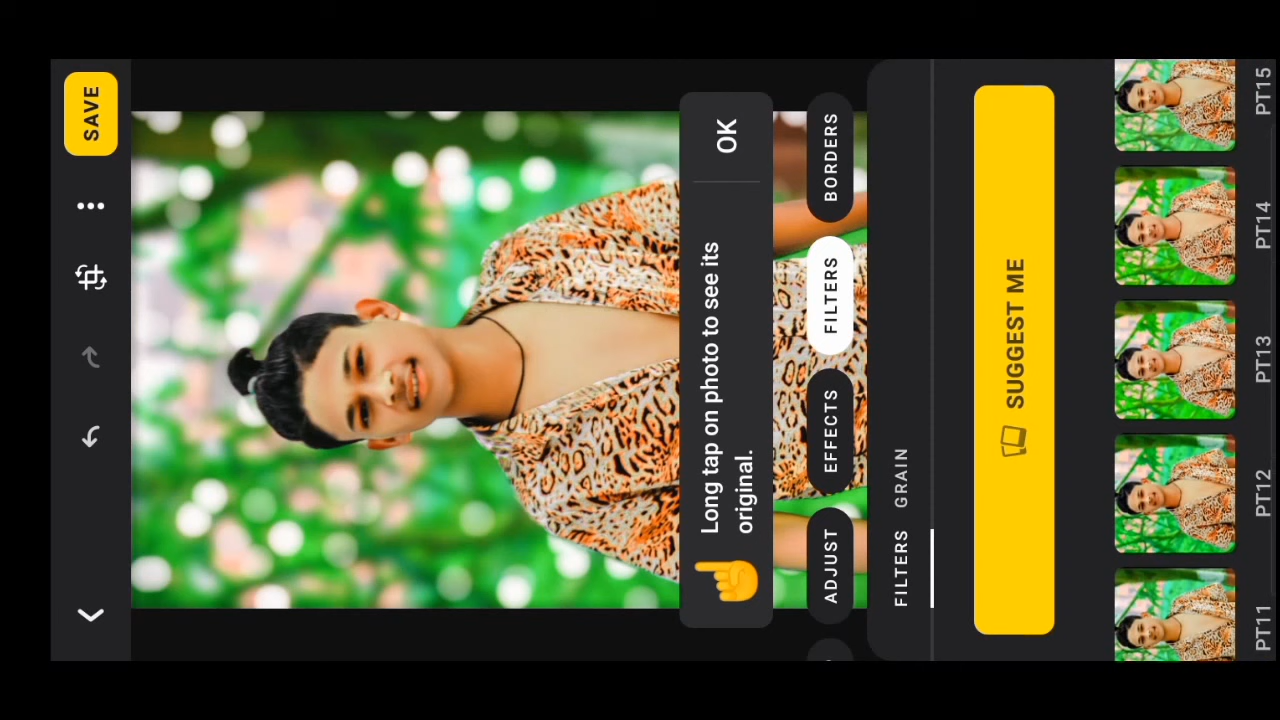 SAVE
Long tap on photo to see its
original.
OK
ADJUST
EFFECTS
FILTERS
BORDERS
FILTERS
GRAIN
SUGGEST ME
PT11
PT12
PT13
PT14
PT15